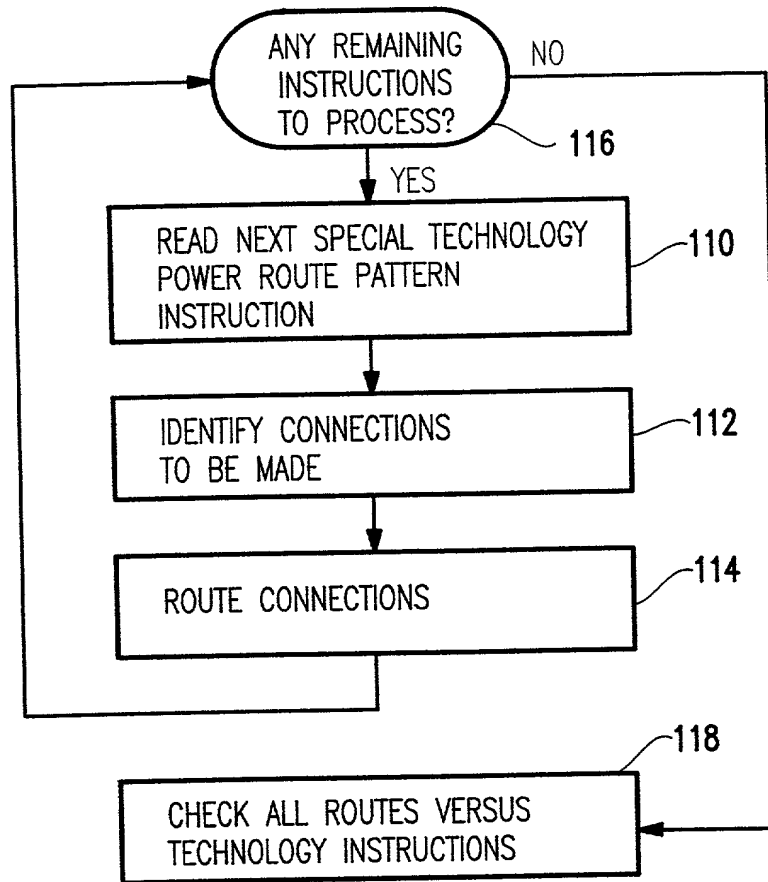 ANY REMAINING
INSTRUCTIONS
TO PROCESS?
NO
116
YES
READ NEXT SPECIAL TECHNOLOGY
POWER ROUTE PATTERN
INSTRUCTION
110
IDENTIFY CONNECTIONS
TO BE MADE
112
ROUTE CONNECTIONS
114
118
CHECK ALL ROUTES VERSUS
TECHNOLOGY INSTRUCTIONS